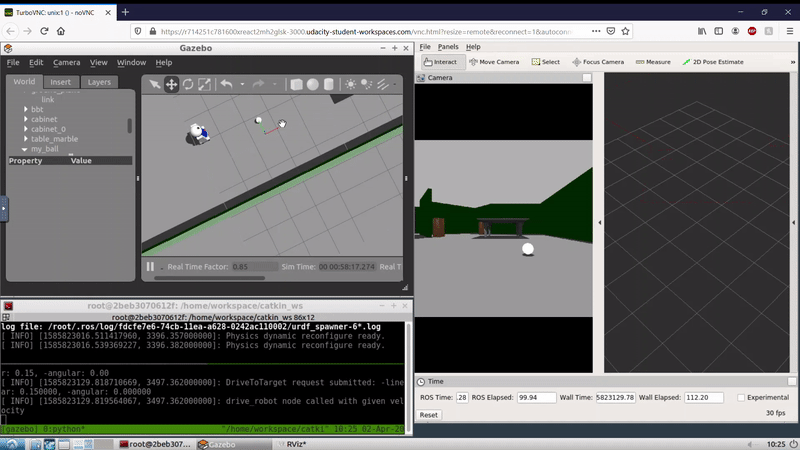 TurboVNC: unix:1 () - noVNC
https://r714251c781600xreact2mh2glsk-3000.udacity-student-workspaces.com/vnc.html?resize=remote&reconnect=1&autoconn
Gazebo
File Edit Camera View Window Help
World Insert Layers
link
bbt
cabinet
cabinet_0
table_marble
my_ball
Property Value
Real Time Factor: 0.85 Sim Time: 00 00:58:17.274 Real T
root@2beb3070612f: /home/workspace/catkin_ws
root@2beb3070612f: /home/workspace/catkin_ws 86x12
log file: /root/.ros/log/fdcfe7e6-74cb-11ea-a628-0242ac110002/urdf_spawner-6*.log
[ INFO] [1585823016.511417960, 3396.357000000]: Physics dynamic reconfigure ready.
[ INFO] [1585823016.539369227, 3396.382000000]: Physics dynamic reconfigure ready.
r: 0.15, -angular: 0.00
[ INFO] [1585823129.818710669, 3497.362000000]: DriveToTarget request submitted: -line
ar: 0.150000, -angular: 0.000000
[ INFO] [1585823129.819564067, 3497.362000000]: drive_robot node called with given vel
ocity
[gazebo] 0:python* "/home/workspace/catki" 10:25 02-Apr-20
File Panels Help
Interact Move Camera Select Focus Camera Measure 2D Pose Estimate
Camera
Time
ROS Time: .28 ROS Elapsed: 99.94 Wall Time: 5823129.78 Wall Elapsed: 112.20 Experimental
Reset 30 fps
root@2beb307... Gazebo RViz* 10:25